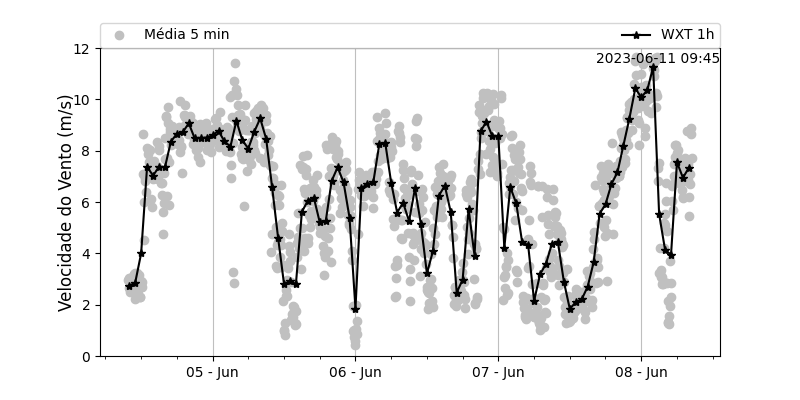 Média 5 min
WXT 1h
2023-06-11 09:45
Velocidade do Vento (m/s)
12
10
8
6
4
2
0
05 - Jun
06 - Jun
07 - Jun
08 - Jun